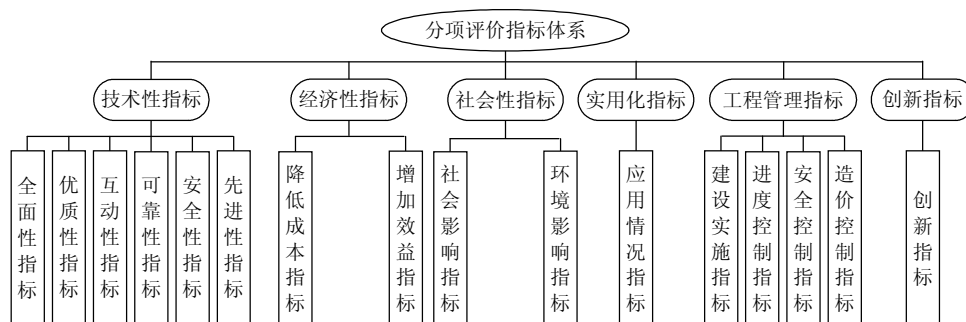 分项评价指标体系
技术性指标
经济性指标
社会性指标
实用化指标
工程管理指标
创新指标
全面性指标
优质性指标
互动性指标
可靠性指标
安全性指标
先进性指标
降低成本指标
增加效益指标
社会影响指标
环境影响指标
应用情况指标
建设实施指标
进度控制指标
安全控制指标
造价控制指标
创新指标